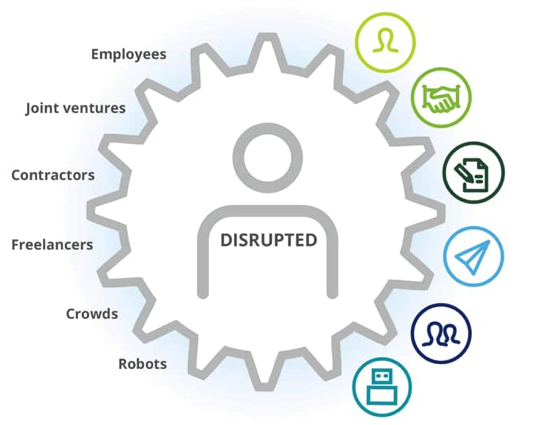 Employees
Joint ventures
Contractors
DISRUPTED
Freelancers
Crowds
Robots